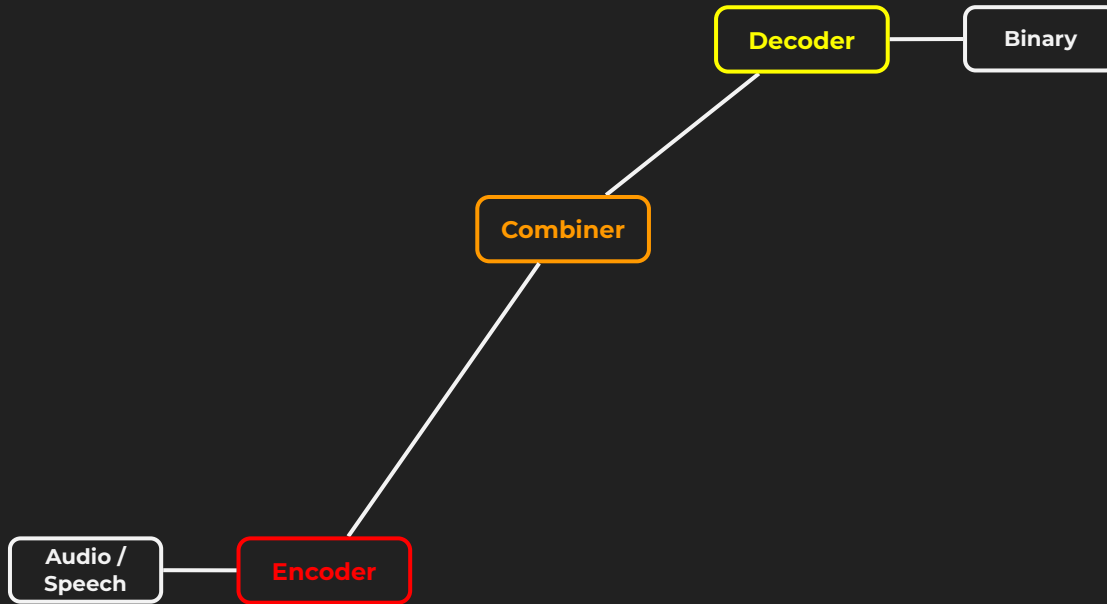 Decoder
Binary
Combiner
Audio /
Speech
Encoder